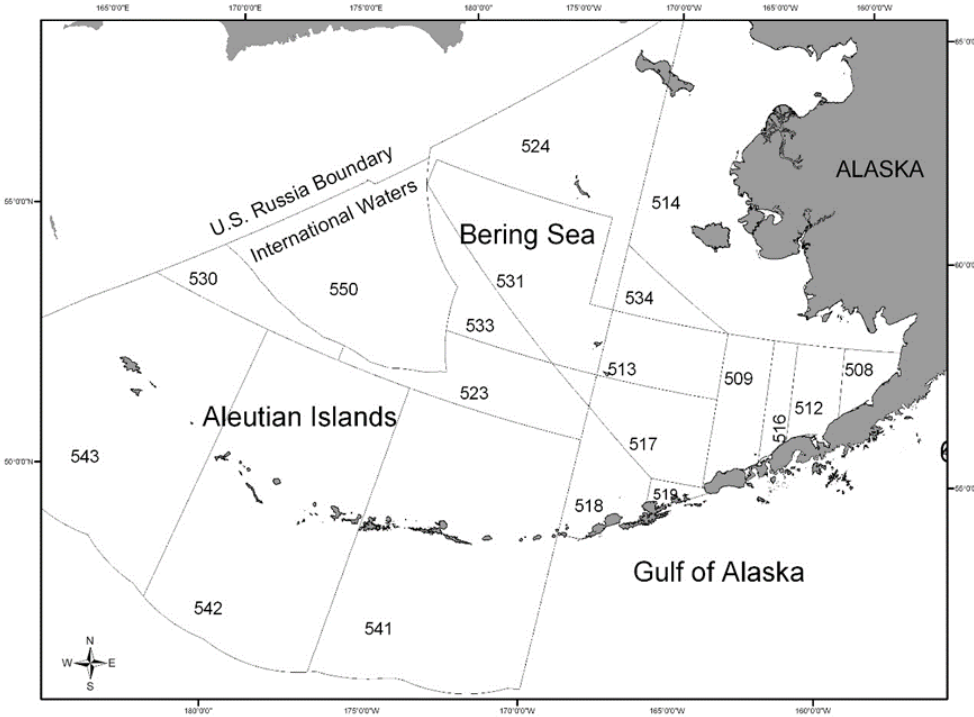 165°0'0"E
170°0'0"E
180°0'0"
175°0'0"W
170°0'0"W
165°0'0"W
160°0'0"W
65°0'0"N
524
ALASKA
U.S. Russia Boundary
514
55°0'0"N
International Waters
Bering Sea
60°0'0"N
530
550
531
534
533
513
509
508
523
516
512
Aleutian Islands
517
543
50°0'0"N
518
519
55°0'0"N
Gulf of Alaska
542
541
N
W
E
S
180°0'0"
175°0'0"W
170°0'0"W
165°0'0"W
160°0'0"W